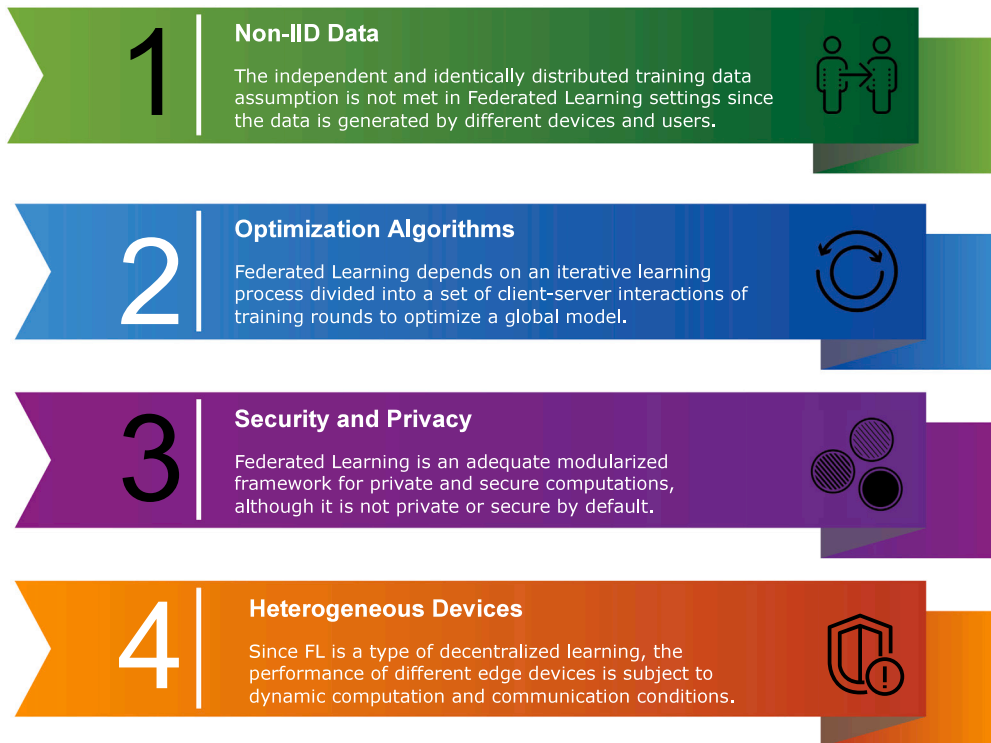 1
Non-IID Data
The independent and identically distributed training data
assumption is not met in Federated Learning settings since
the data is generated by different devices and users.
2
Optimization Algorithms
Federated Learning depends on an iterative learning
process divided into a set of client-server interactions of
training rounds to optimize a global model.
3
Security and Privacy
Federated Learning is an adequate modularized
framework for private and secure computations,
although it is not private or secure by default.
4
Heterogeneous Devices
Since FL is a type of decentralized learning, the
performance of different edge devices is subject to
dynamic computation and communication conditions.